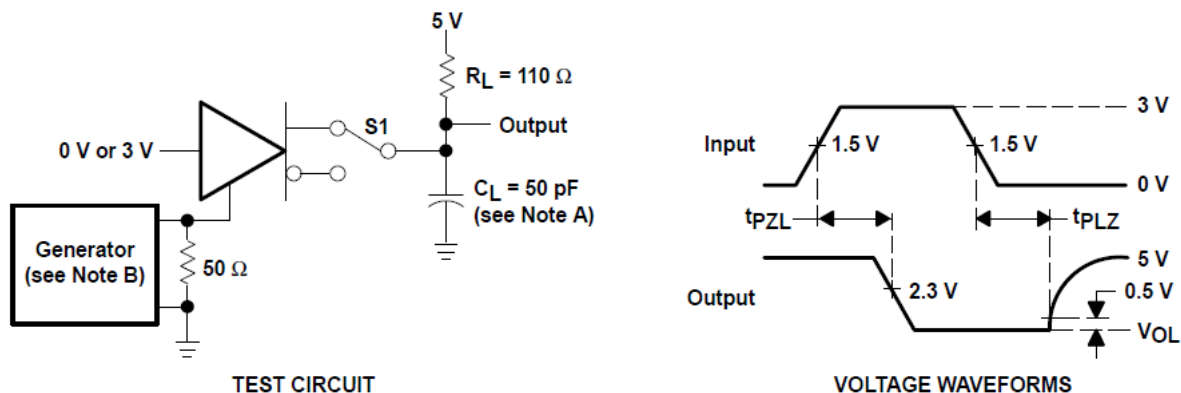 5 V
RL = 110 Ω
S1
Output
0 V or 3 V
CL = 50 pF
(see Note A)
Generator
(see Note B)
50 Ω
TEST CIRCUIT
3 V
Input
1.5 V
1.5 V
0 V
tPZL
tPLZ
5 V
Output
2.3 V
0.5 V
VOL
VOLTAGE WAVEFORMS